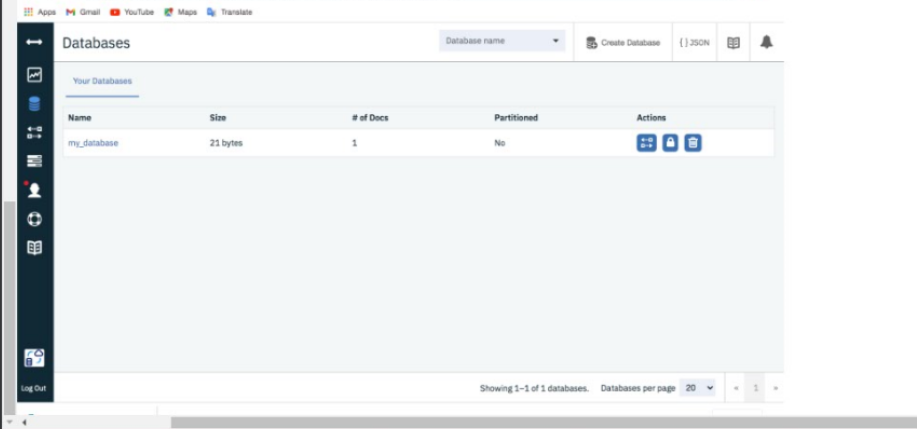 Apps Gmail YouTube Maps Translate
Databases Database name Create Database { } JSON
Your Databases
Name Size # of Docs Partitioned Actions
my_database 21 bytes 1 No
Log Out Showing 1–1 of 1 databases. Databases per page 20 « 1 »